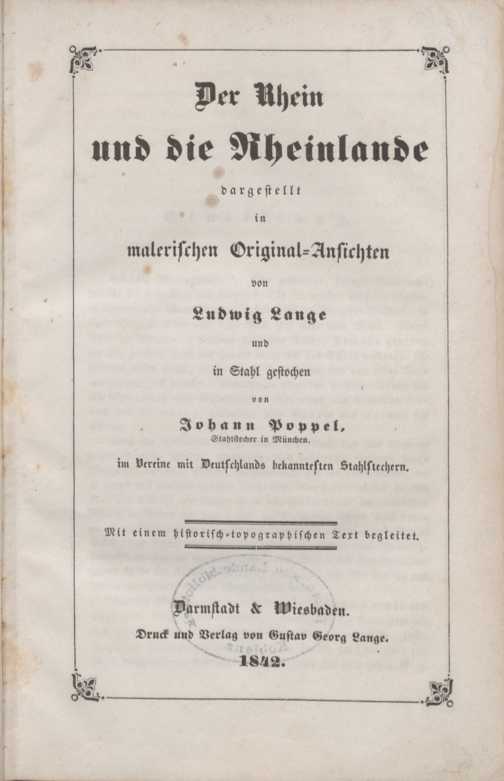 Der Rhein
und die Rheinlande
dargestellt
in
malerischen Original-Ansichten
von
Ludwig Lange
und
in Stahl gestochen
von
Johann Poppel,
Stahlstecher in München.
im Vereine mit Deutschlands bekanntesten Stahlstechern.
Mit einem historisch-topographischen Text begleitet.
Darmstadt & Wiesbaden.
Druck und Verlag von Gustav Georg Lange.
1842.